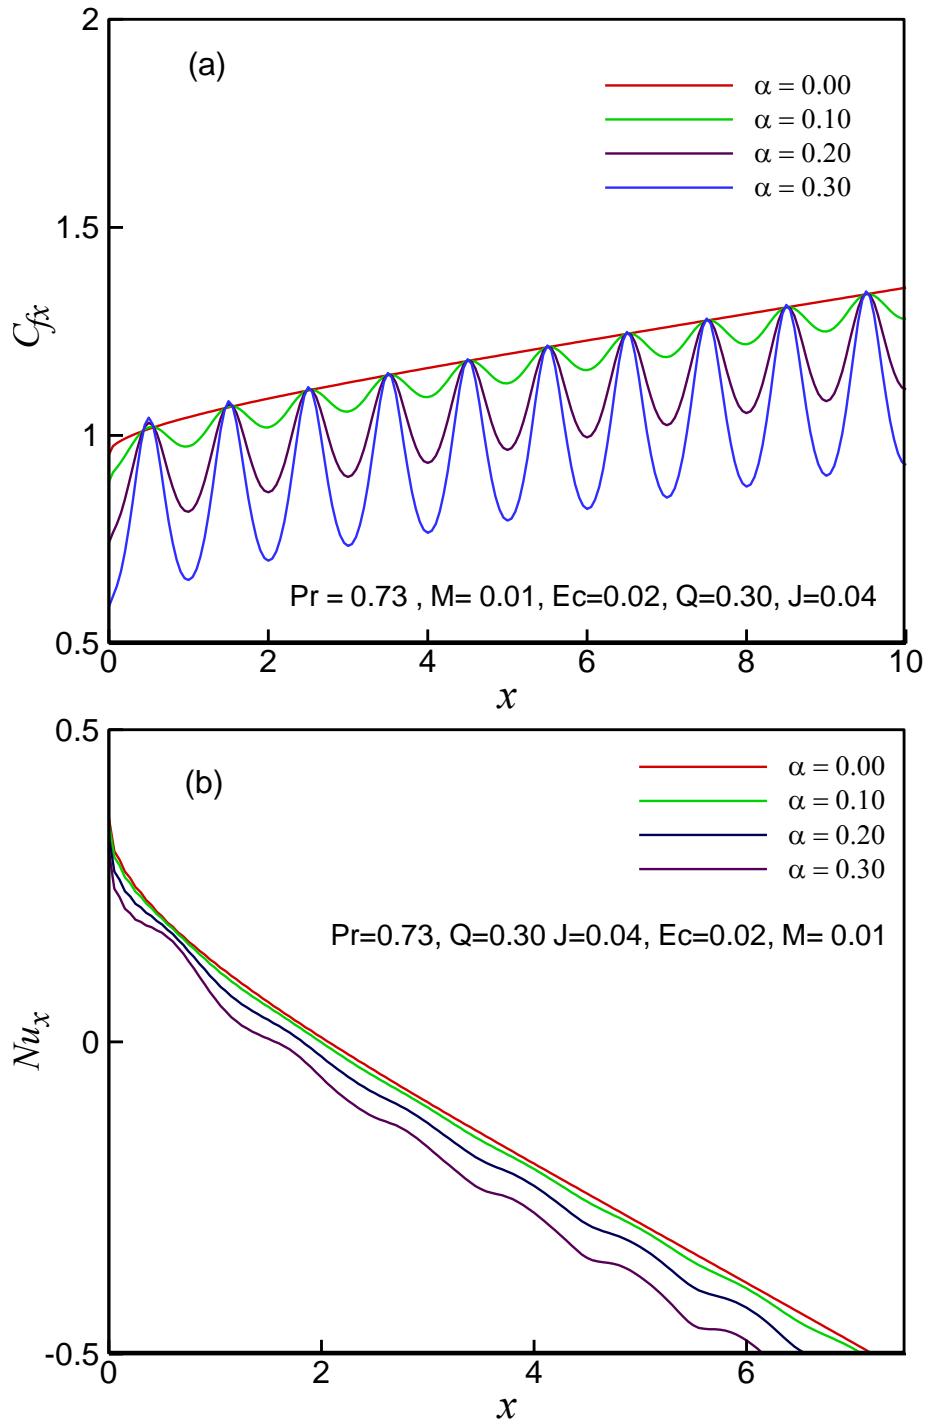 2
(a)
α = 0.00
α = 0.10
α = 0.20
α = 0.30
1.5
C_fx
1
Pr = 0.73 , M= 0.01, Ec=0.02, Q=0.30, J=0.04
0.5
0 2 4 6 8 10
x
0.5
(b)
α = 0.00
α = 0.10
α = 0.20
α = 0.30
Pr=0.73, Q=0.30 J=0.04, Ec=0.02, M= 0.01
0
Nu_x
-0.5
0 2 4 6
x